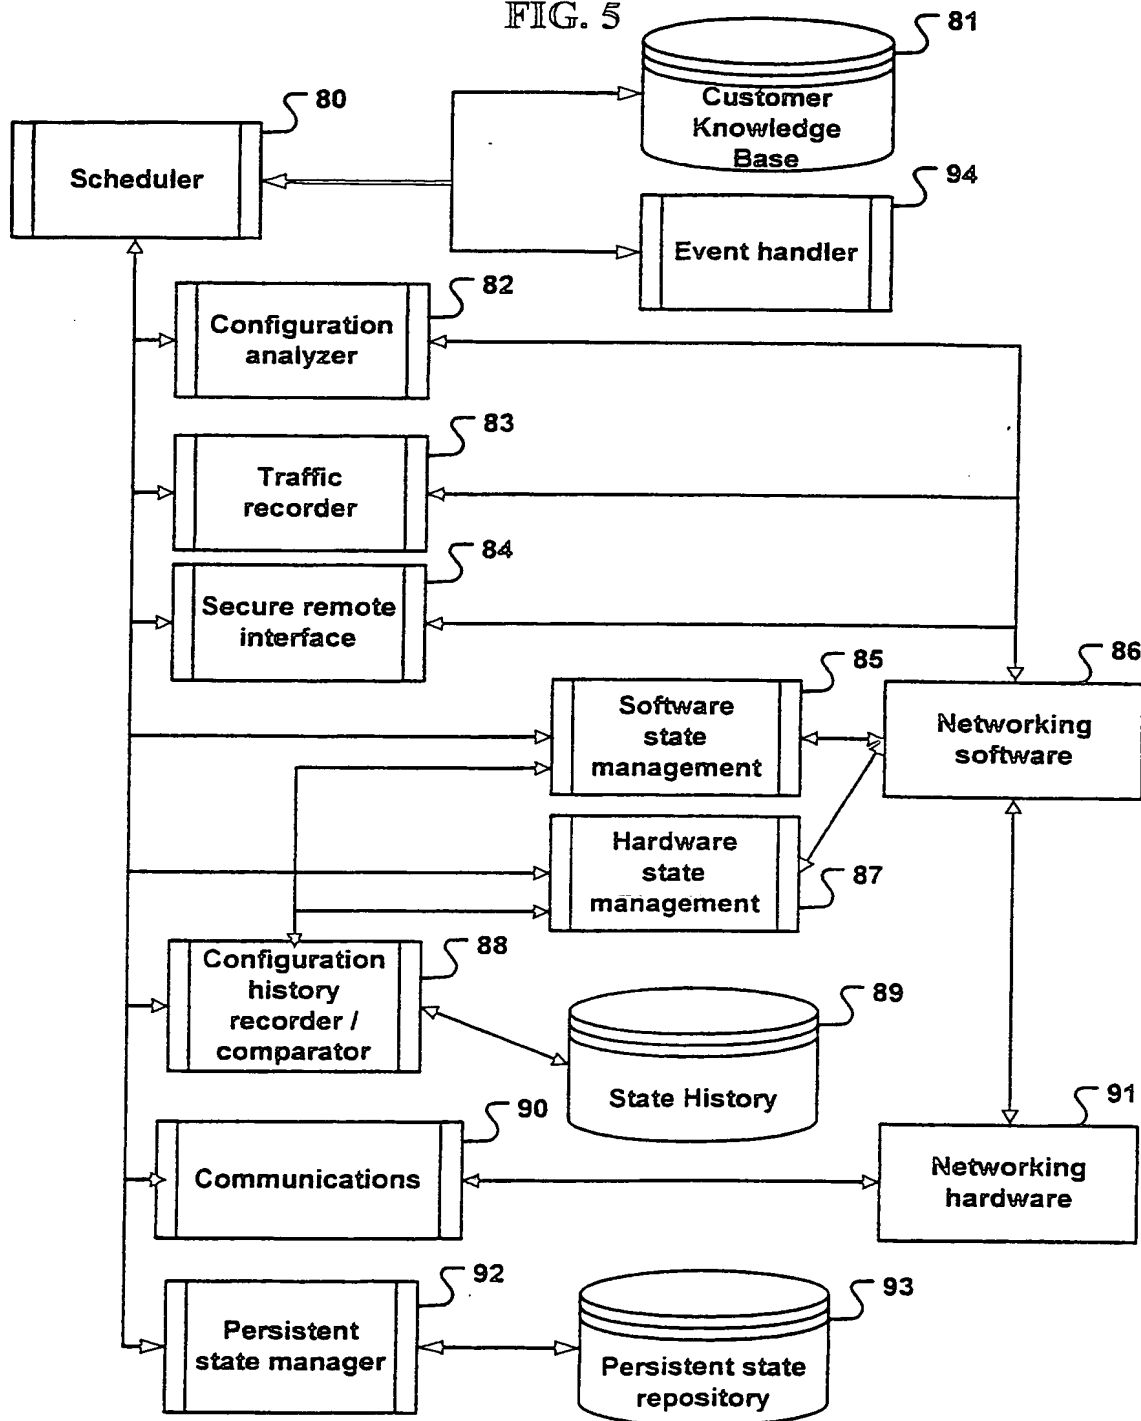 FIG. 5
81
Customer
Knowledge
Base
80
Scheduler
94
Event handler
82
Configuration
analyzer
83
Traffic
recorder
84
Secure remote
interface
85
Software
state
management
86
Networking
software
Hardware
state
management
87
88
Configuration
history
recorder /
comparator
89
State History
90
Communications
91
Networking
hardware
92
Persistent
state manager
93
Persistent state
repository